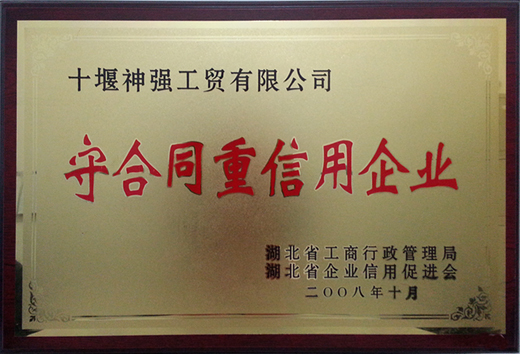 十堰神强工贸有限公司
守合同重信用企业
湖北省工商行政管理局
湖北省企业信用促进会
二〇〇八年十月